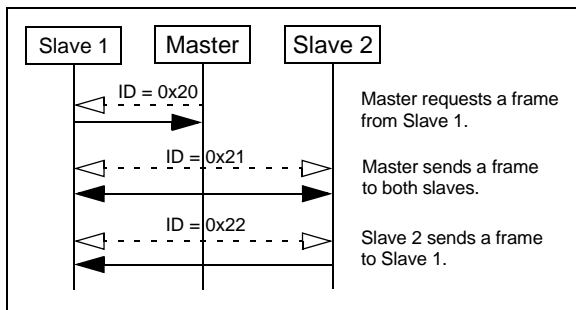 Slave 1
Master
Slave 2
ID = 0x20
Master requests a frame
from Slave 1.
ID = 0x21
Master sends a frame
to both slaves.
ID = 0x22
Slave 2 sends a frame
to Slave 1.